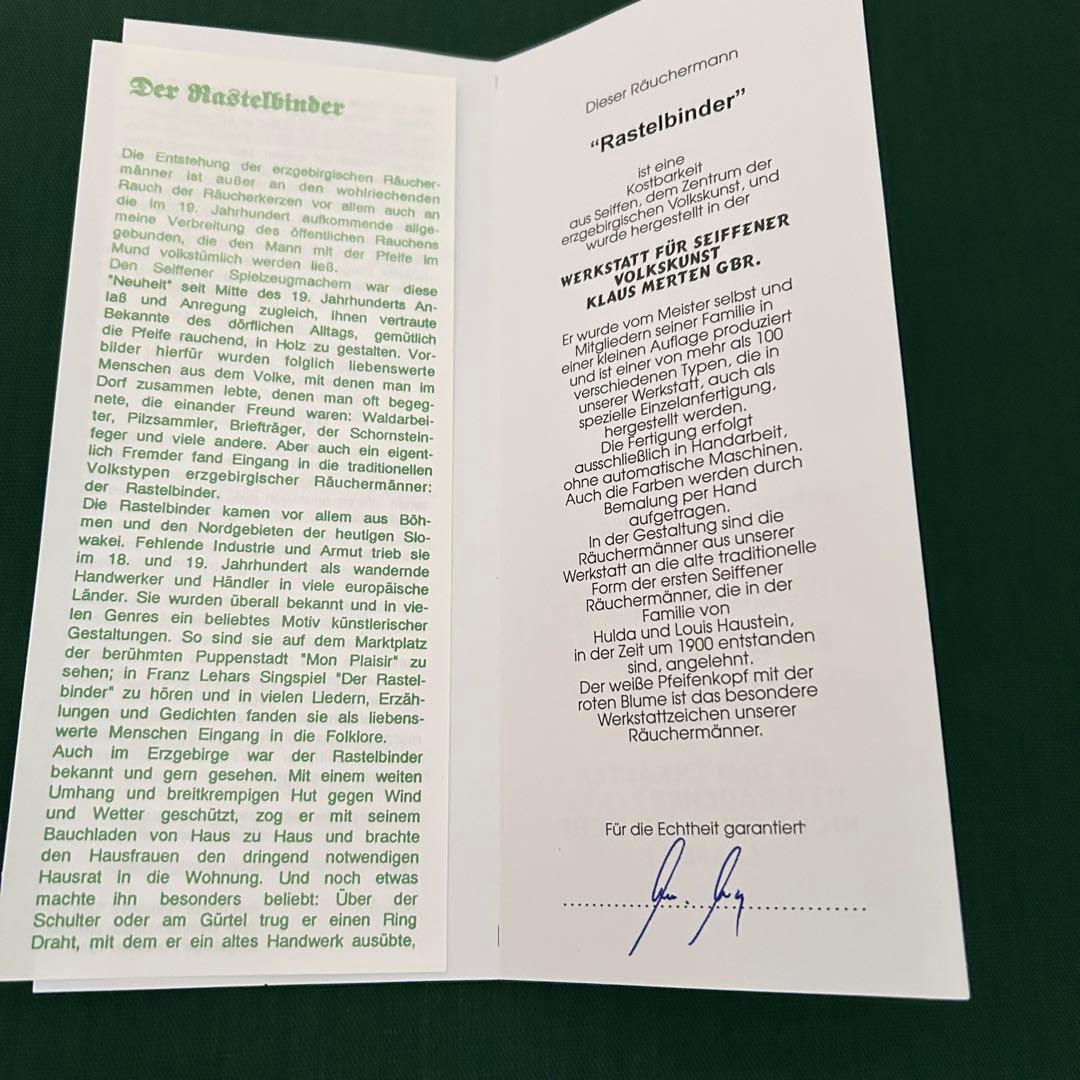 Der Rastelbinder
Die Entstehung der erzgebirgischen Räucher-
männer ist außer an den wohlriechenden
Rauch der Räucherkerzen vor allem auch an
die im 19. Jahrhundert aufkommende allge-
meine Verbreitung des öffentlichen Rauchens
gebunden, die den Mann mit der Pfeife im
Mund volkstümlich werden ließ.
Den Seiffener Spielzeugmachern war diese
"Neuheit" seit Mitte des 19. Jahrhunderts An-
laß und Anregung zugleich, ihnen vertraute
Bekannte des dörflichen Alltags, gemütlich
die Pfeife rauchend, in Holz zu gestalten. Vor-
bilder hierfür wurden folglich liebenswerte
Menschen aus dem Volke, mit denen man im
Dorf zusammen lebte, denen man oft begeg-
nete, die einander Freund waren: Waldarbei-
ter, Pilzsammler, Briefträger, der Schornstein-
feger und viele andere. Aber auch ein eigent-
lich Fremder fand Eingang in die traditionellen
Volkstypen erzgebirgischer Räuchermänner:
der Rastelbinder.
Die Rastelbinder kamen vor allem aus Böh-
men und den Nordgebieten der heutigen Slo-
wakei. Fehlende Industrie und Armut trieb sie
im 18. und 19. Jahrhundert als wandernde
Handwerker und Händler in viele europäische
Länder. Sie wurden überall bekannt und in vie-
len Genres ein beliebtes Motiv künstlerischer
Gestaltungen. So sind sie auf dem Marktplatz
der berühmten Puppenstadt "Mon Plaisir" zu
sehen; in Franz Lehars Singspiel "Der Rastel-
binder" zu hören und in vielen Liedern, Erzäh-
lungen und Gedichten fanden sie als liebens-
werte Menschen Eingang in die Folklore.
Auch im Erzgebirge war der Rastelbinder
bekannt und gern gesehen. Mit einem weiten
Umhang und breitkrempigen Hut gegen Wind
und Wetter geschützt, zog er mit seinem
Bauchladen von Haus zu Haus und brachte
den Hausfrauen den dringend notwendigen
Hausrat in die Wohnung. Und noch etwas
machte ihn besonders beliebt: Über der
Schulter oder am Gürtel trug er einen Ring
Draht, mit dem er ein altes Handwerk ausübte,
Dieser Räuchermann
“Rastelbinder”
ist eine
Kostbarkeit
aus Seiffen, dem Zentrum der
erzgebirgischen Volkskunst, und
wurde hergestellt in der
WERKSTATT FÜR SEIFFENER
VOLKSKUNST
KLAUS MERTEN GBR.
Er wurde vom Meister selbst und
Mitgliedern seiner Familie in
einer kleinen Auflage produziert
und ist einer von mehr als 100
verschiedenen Typen, die in
unserer Werkstatt, auch als
spezielle Einzelanfertigung,
hergestellt werden.
Die Fertigung erfolgt
ausschließlich in Handarbeit,
ohne automatische Maschinen.
Auch die Farben werden durch
Bemalung per Hand
aufgetragen.
In der Gestaltung sind die
Räuchermänner aus unserer
Werkstatt an die alte traditionelle
Form der ersten Seiffener
Räuchermänner, die in der
Familie von
Hulda und Louis Haustein,
in der Zeit um 1900 entstanden
sind, angelehnt.
Der weiße Pfeifenkopf mit der
roten Blume ist das besondere
Werkstattzeichen unserer
Räuchermänner.
Für die Echtheit garantiert